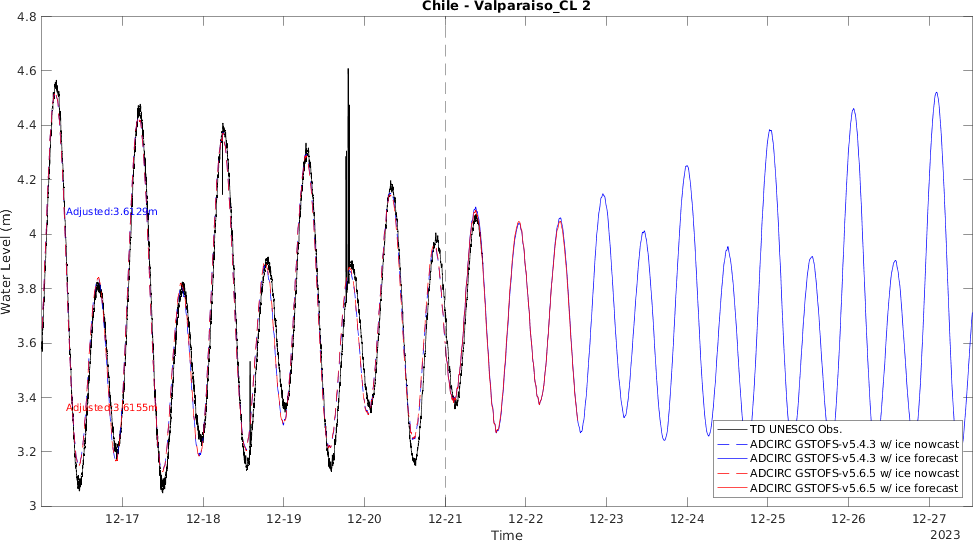 Chile - Valparaiso_CL 2
Water Level (m)
4.8
4.6
4.4
4.2
4
3.8
3.6
3.4
3.2
3
Adjusted:3.6129m
Adjusted:3.6155m
TD UNESCO Obs.
ADCIRC GSTOFS-v5.4.3 w/ ice nowcast
ADCIRC GSTOFS-v5.4.3 w/ ice forecast
ADCIRC GSTOFS-v5.6.5 w/ ice nowcast
ADCIRC GSTOFS-v5.6.5 w/ ice forecast
12-17 12-18 12-19 12-20 12-21 12-22 12-23 12-24 12-25 12-26 12-27
Time
2023